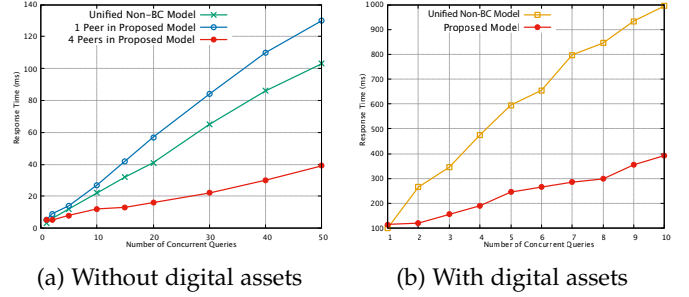 Unified Non-BC Model
1 Peer in Proposed Model
4 Peers in Proposed Model
Response Time (ms)
140
120
100
80
60
40
20
0
0 10 20 30 40 50
Number of Concurrent Queries
(a) Without digital assets
Unified Non-BC Model
Proposed Model
Response Time (ms)
1000
900
800
700
600
500
400
300
200
100
1 2 3 4 5 6 7 8 9 10
Number of Concurrent Queries
(b) With digital assets